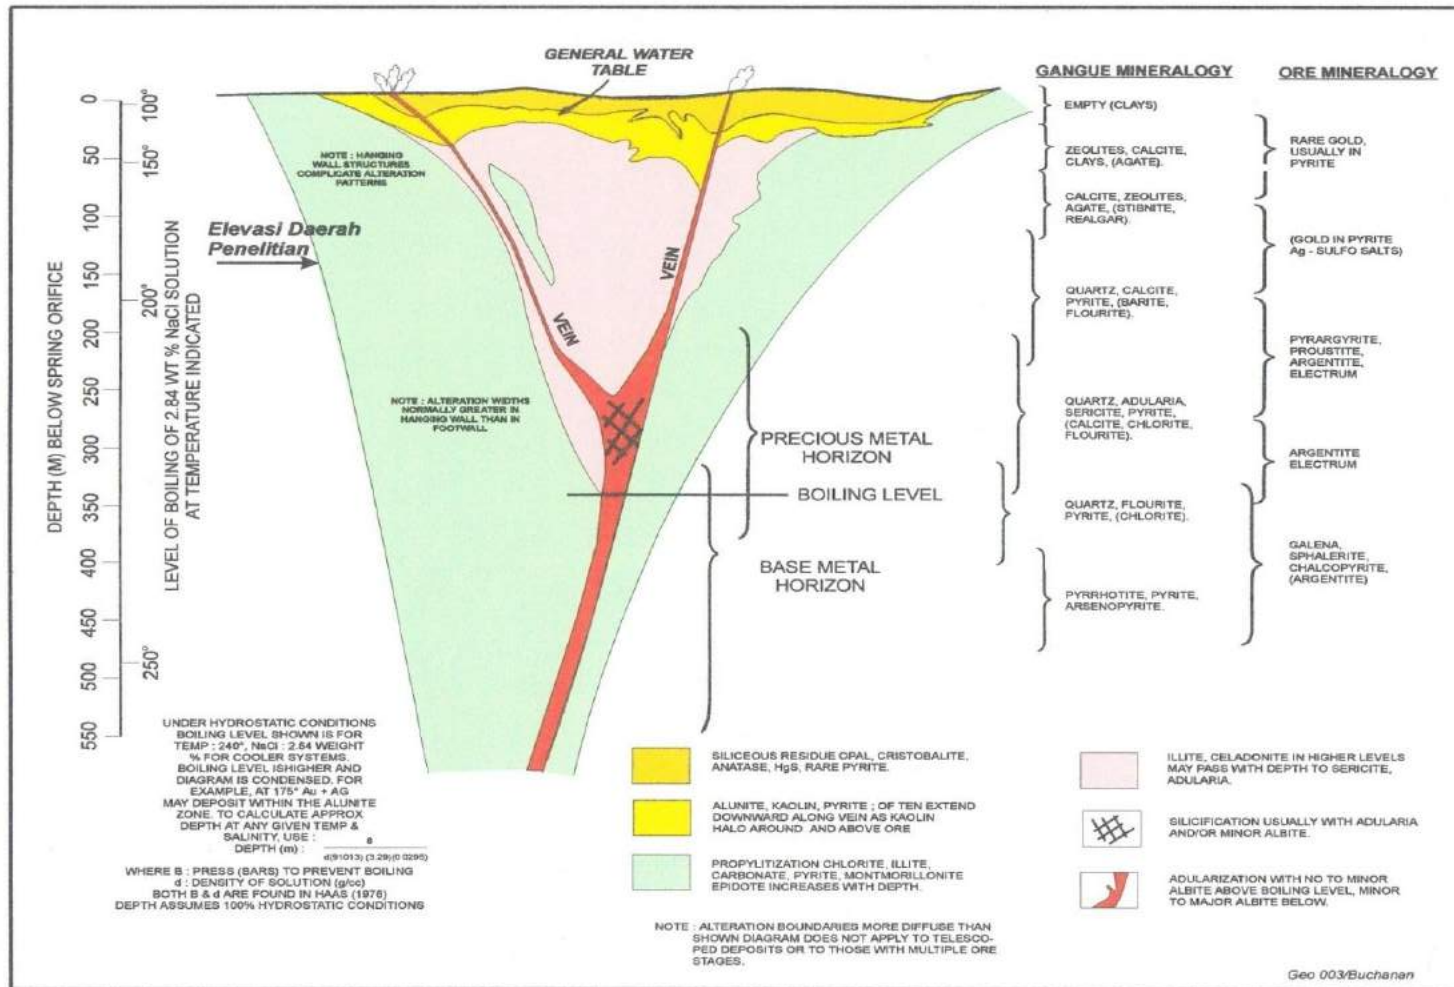 GENERAL WATER
TABLE
GANGUE MINERALOGY
ORE MINERALOGY
DEPTH (M) BELOW SPRING ORIFICE
0
50
100
150
200
250
300
350
400
450
500
550
LEVEL OF BOILING OF 2.84 WT % NaCl SOLUTION
AT TEMPERATURE INDICATED
100°
150°
200°
250°
NOTE : HANGING
WALL STRUCTURES
COMPLICATE ALTERATION
PATTERNS
Elevasi Daerah
Penelitian
VEIN
VEIN
NOTE : ALTERATION WIDTHS
NORMALLY GREATER IN
HANGING WALL THAN IN
FOOTWALL
PRECIOUS METAL
HORIZON
BOILING LEVEL
BASE METAL
HORIZON
EMPTY (CLAYS)
ZEOLITES, CALCITE,
CLAYS, (AGATE).
CALCITE, ZEOLITES,
AGATE, (STIBNITE,
REALGAR).
QUARTZ, CALCITE,
PYRITE, (BARITE,
FLOURITE).
QUARTZ, ADULARIA,
SERICITE, PYRITE,
(CALCITE, CHLORITE,
FLOURITE).
QUARTZ, FLOURITE,
PYRITE, (CHLORITE).
PYRRHOTITE, PYRITE,
ARSENOPYRITE.
RARE GOLD,
USUALLY IN
PYRITE
(GOLD IN PYRITE
Ag - SULFO SALTS)
PYRARGYRITE,
PROUSTITE,
ARGENTITE,
ELECTRUM
ARGENTITE
ELECTRUM
GALENA,
SPHALERITE,
CHALCOPYRITE,
(ARGENTITE)
UNDER HYDROSTATIC CONDITIONS
BOILING LEVEL SHOWN IS FOR
TEMP : 240°, NaCl : 2.84 WEIGHT
% FOR COOLER SYSTEMS.
BOILING LEVEL ISHIGHER AND
DIAGRAM IS CONDENSED. FOR
EXAMPLE, AT 175° Au + AG
MAY DEPOSIT WITHIN THE ALUNITE
ZONE. TO CALCULATE APPROX
DEPTH AT ANY GIVEN TEMP &
SALINITY, USE :
DEPTH (m) :
d(91013) (3.29)(0.0295)
WHERE B : PRESS (BARS) TO PREVENT BOILING
d : DENSITY OF SOLUTION (g/cc)
BOTH B & d ARE FOUND IN HAAS (1976)
DEPTH ASSUMES 100% HYDROSTATIC CONDITIONS
SILICEOUS RESIDUE OPAL, CRISTOBALITE,
ANATASE, HgS, RARE PYRITE.
ALUNITE, KAOLIN, PYRITE ; OF TEN EXTEND
DOWNWARD ALONG VEIN AS KAOLIN
HALO AROUND AND ABOVE ORE
PROPYLITIZATION CHLORITE, ILLITE,
CARBONATE, PYRITE, MONTMORILLONITE
EPIDOTE INCREASES WITH DEPTH.
ILLITE, CELADONITE IN HIGHER LEVELS
MAY PASS WITH DEPTH TO SERICITE,
ADULARIA.
SILICIFICATION USUALLY WITH ADULARIA
AND/OR MINOR ALBITE.
ADULARIZATION WITH NO TO MINOR
ALBITE ABOVE BOILING LEVEL, MINOR
TO MAJOR ALBITE BELOW.
NOTE : ALTERATION BOUNDARIES MORE DIFFUSE THAN
SHOWN DIAGRAM DOES NOT APPLY TO TELESCO-
PED DEPOSITS OR TO THOSE WITH MULTIPLE ORE
STAGES.
Geo 003/Buchanan